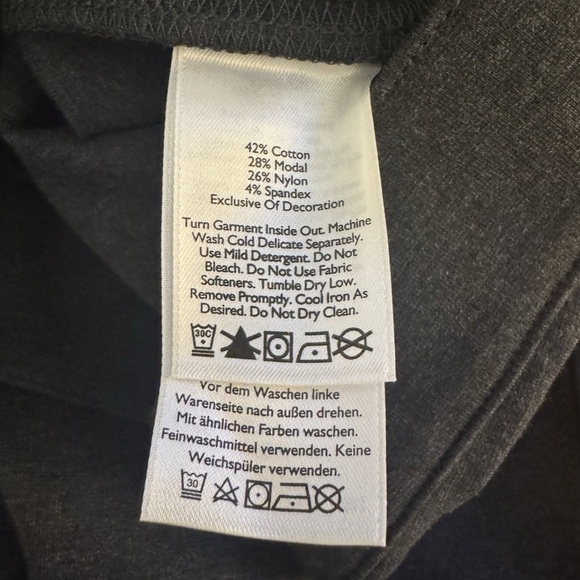 42% Cotton
28% Modal
26% Nylon
4% Spandex
Exclusive Of Decoration
Turn Garment Inside Out. Machine
Wash Cold Delicate Separately.
Use Mild Detergent. Do Not
Bleach. Do Not Use Fabric
Softeners. Tumble Dry Low.
Remove Promptly. Cool Iron As
Desired. Do Not Dry Clean.
30C
Vor dem Waschen linke
Warenseite nach außen drehen.
Mit ähnlichen Farben waschen.
Feinwaschmittel verwenden. Keine
Weichspüler verwenden.
30